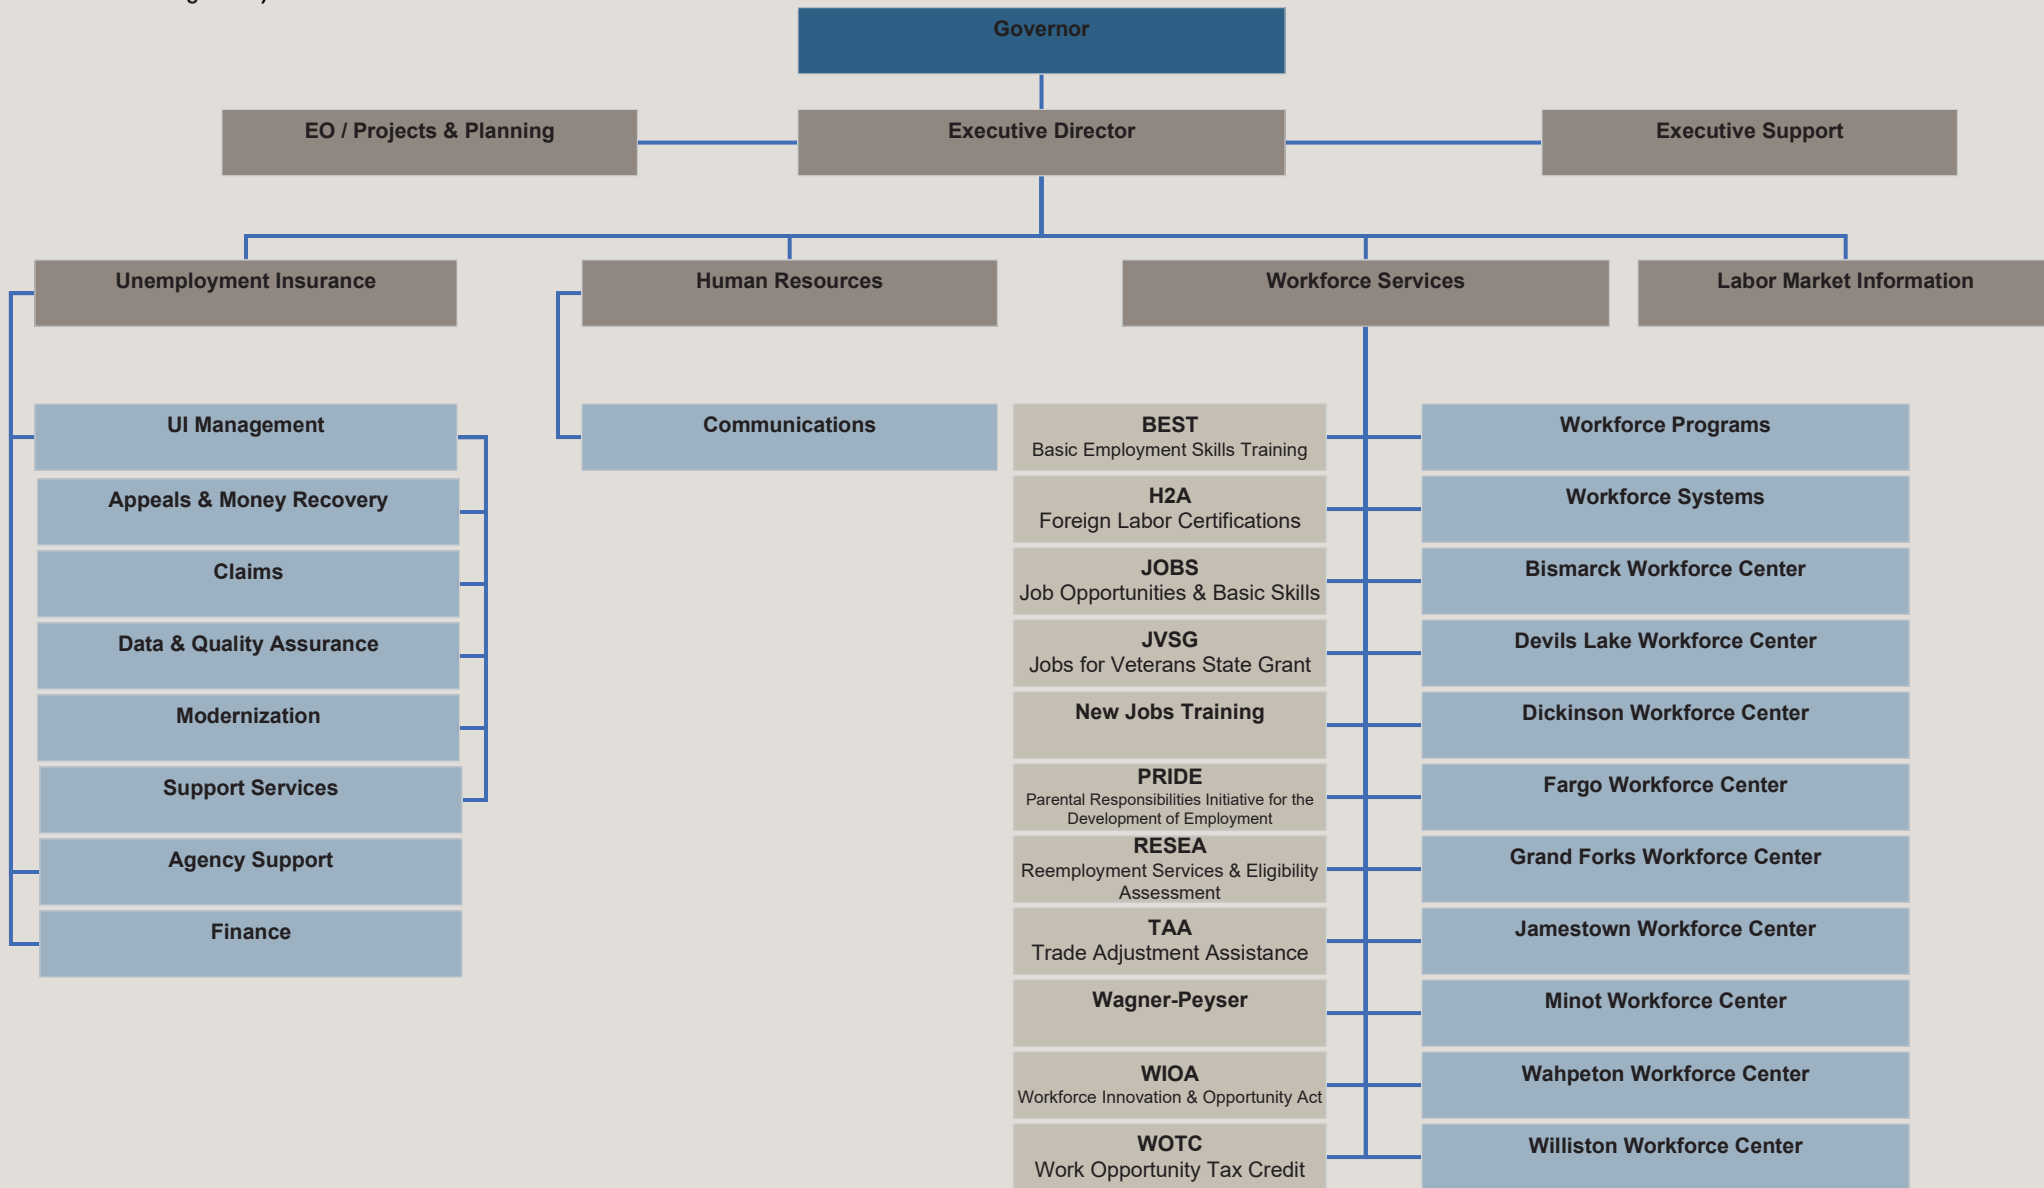 Governor
EO / Projects & Planning
Executive Director
Executive Support
Unemployment Insurance
Human Resources
Workforce Services
Labor Market Information
UI Management
Appeals & Money Recovery
Claims
Data & Quality Assurance
Modernization
Support Services
Agency Support
Finance
Communications
BEST
Basic Employment Skills Training
H2A
Foreign Labor Certifications
JOBS
Job Opportunities & Basic Skills
JVSG
Jobs for Veterans State Grant
New Jobs Training
PRIDE
Parental Responsibilities Initiative for the
Development of Employment
RESEA
Reemployment Services & Eligibility
Assessment
TAA
Trade Adjustment Assistance
Wagner-Peyser
WIOA
Workforce Innovation & Opportunity Act
WOTC
Work Opportunity Tax Credit
Workforce Programs
Workforce Systems
Bismarck Workforce Center
Devils Lake Workforce Center
Dickinson Workforce Center
Fargo Workforce Center
Grand Forks Workforce Center
Jamestown Workforce Center
Minot Workforce Center
Wahpeton Workforce Center
Williston Workforce Center